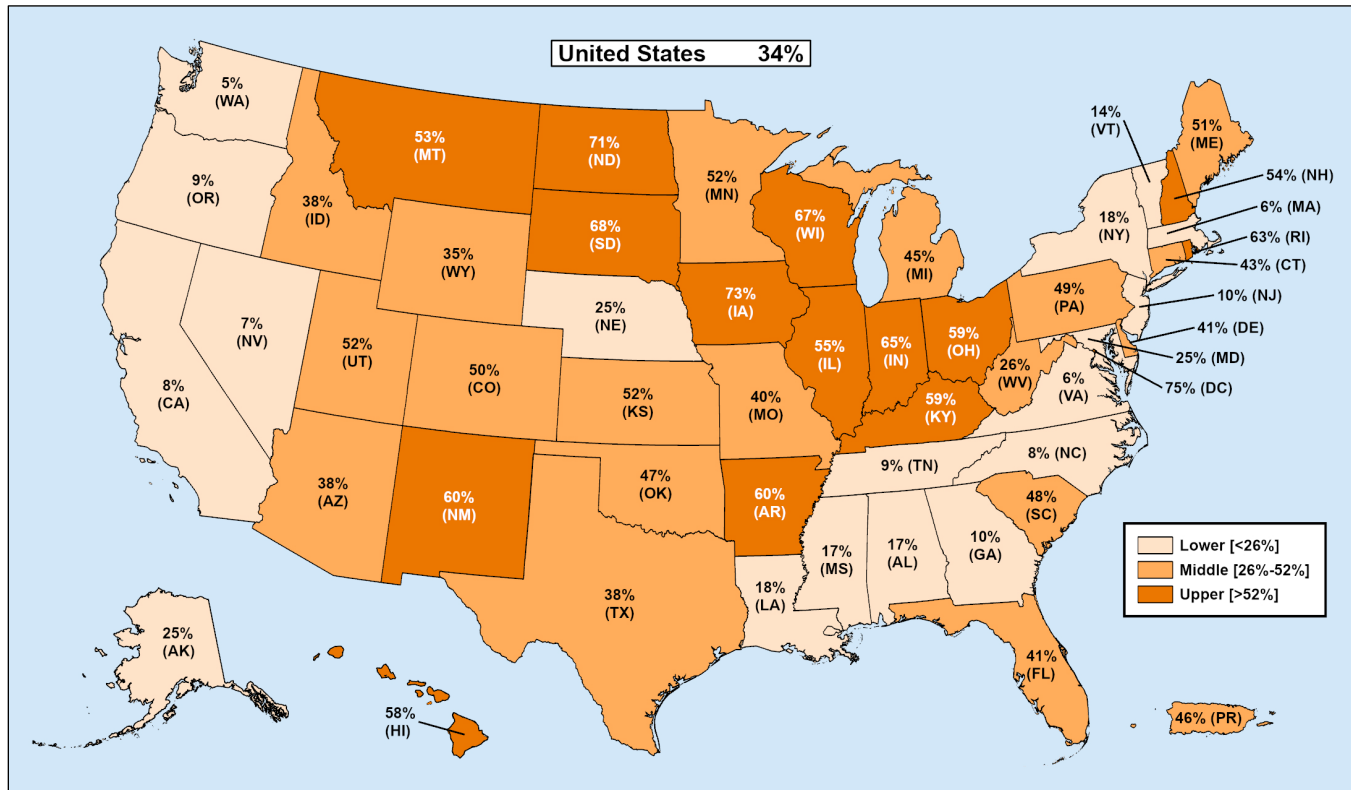 United States 34%
5%
(WA)
53%
(MT)
71%
(ND)
14%
(VT)
51%
(ME)
9%
(OR)
38%
(ID)
52%
(MN)
54% (NH)
18%
(NY)
6% (MA)
68%
(SD)
67%
(WI)
63% (RI)
35%
(WY)
45%
(MI)
43% (CT)
49%
(PA)
10% (NJ)
73%
(IA)
25%
(NE)
7%
(NV)
41% (DE)
52%
(UT)
55%
(IL)
65%
(IN)
59%
(OH)
25% (MD)
50%
(CO)
26%
(WV)
75% (DC)
8%
(CA)
52%
(KS)
40%
(MO)
59%
(KY)
6%
(VA)
9% (TN)
8% (NC)
38%
(AZ)
60%
(NM)
47%
(OK)
60%
(AR)
48%
(SC)
17%
(MS)
17%
(AL)
10%
(GA)
Lower [<26%]
Middle [26%-52%]
Upper [>52%]
38%
(TX)
18%
(LA)
25%
(AK)
41%
(FL)
58%
(HI)
46% (PR)